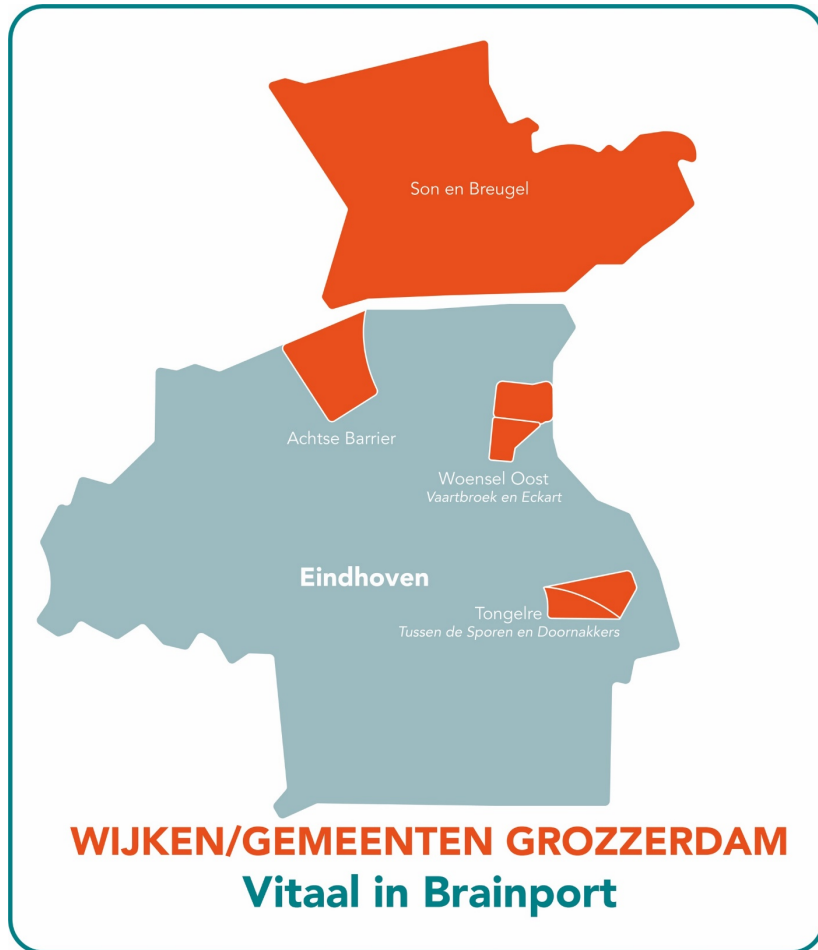 Son en Breugel
Achtse Barrier
Woensel Oost
Vaartbroek en Eckart
Eindhoven
Tongelre
Tussen de Sporen en Doornakkers
WIJKEN/GEMEENTEN GROZZERDAM
Vitaal in Brainport